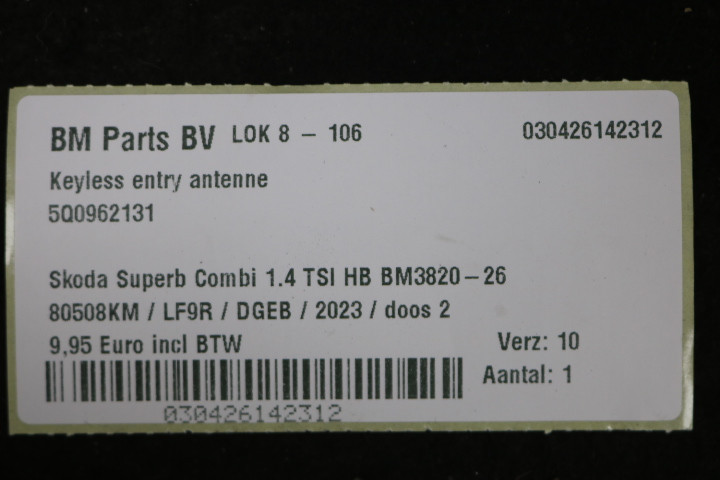 BM Parts BV LOK 8 - 106 030426142312
Keyless entry antenne
5Q0962131
Skoda Superb Combi 1.4 TSI HB BM3820-26
80508KM / LF9R / DGEB / 2023 / doos 2
9,95 Euro incl BTW Verz: 10
Aantal: 1
030426142312